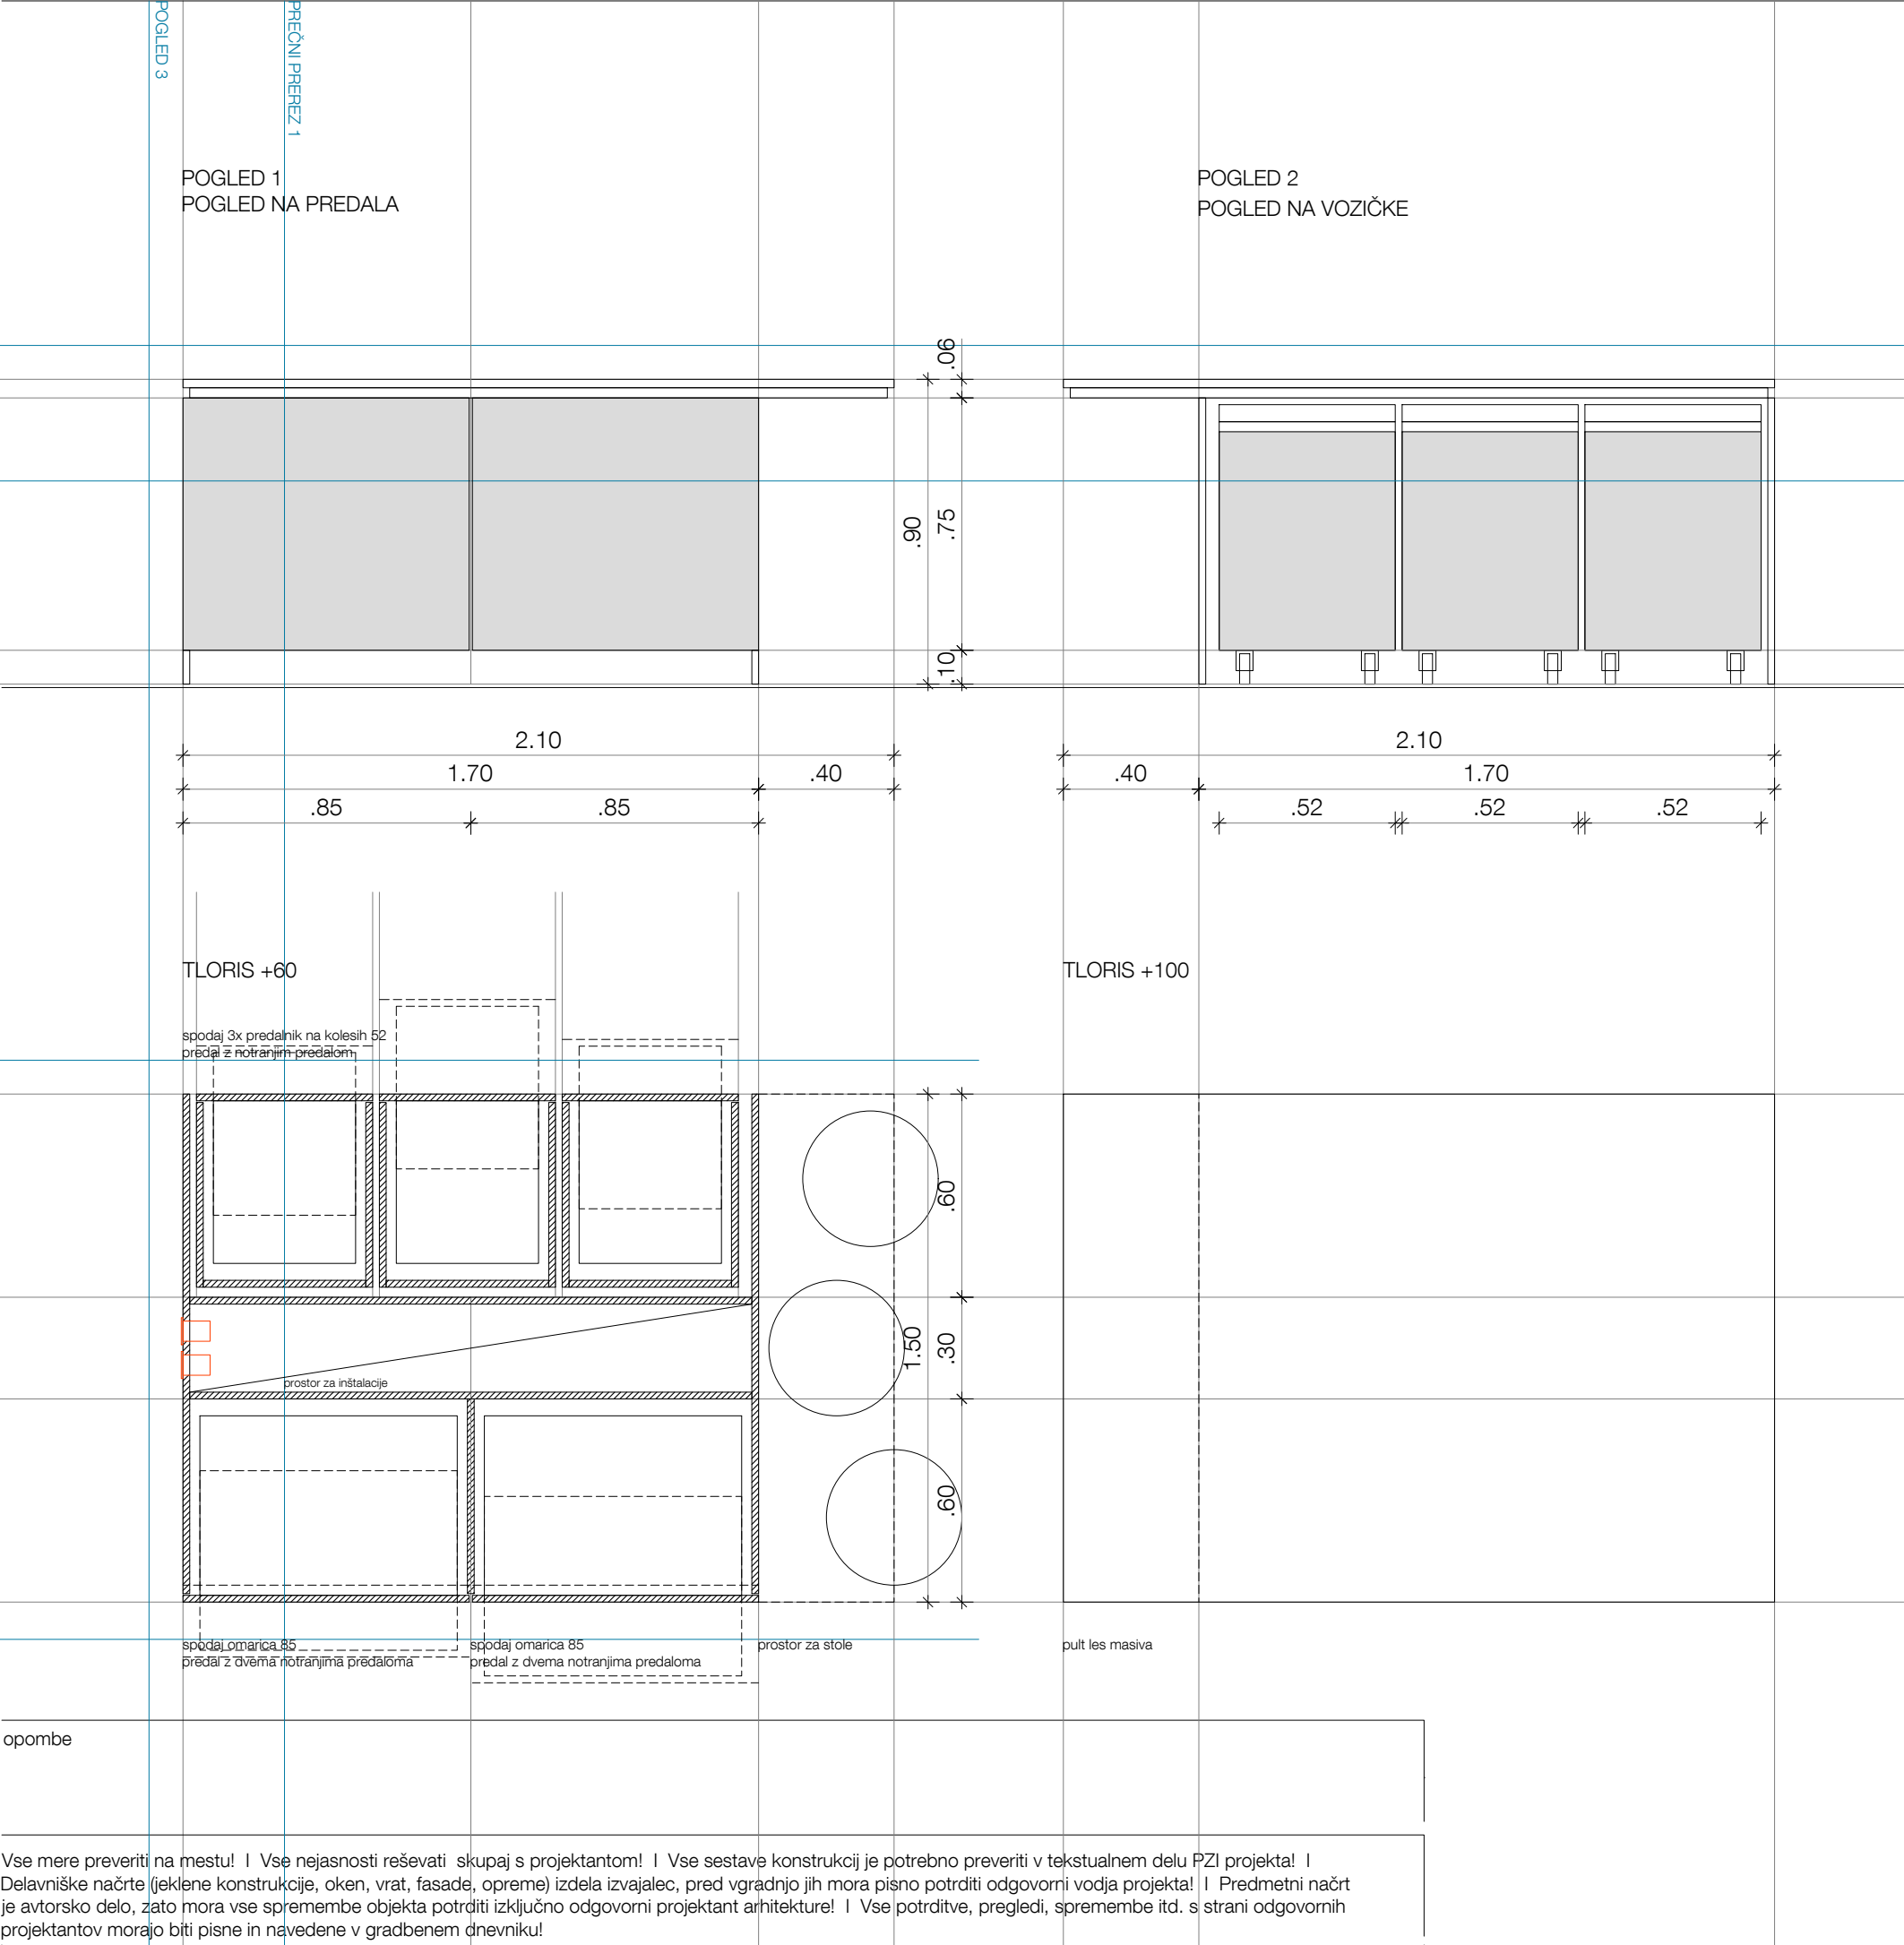 POGLED 3
PREČNI PREREZ 1
POGLED 1
POGLED NA PREDALA
POGLED 2
POGLED NA VOZIČKE
.06
.90
.75
.10
2.10
1.70
.40
.85
.85
2.10
.40
1.70
.52
.52
.52
TLORIS +60
TLORIS +100
spodaj 3x predalnik na kolesih 52
predal z notranjim predalom
.60
1.50
.30
prostor za inštalacije
.60
spodaj omarica 85
predal z dvema notranjima predaloma
spodaj omarica 85
predal z dvema notranjima predaloma
prostor za stole
pult les masiva
opombe
Vse mere preveriti na mestu! I Vse nejasnosti reševati skupaj s projektantom! I Vse sestave konstrukcij je potrebno preveriti v tekstualnem delu PZI projekta! I
Delavniške načrte (jeklene konstrukcije, oken, vrat, fasade, opreme) izdela izvajalec, pred vgradnjo jih mora pisno potrditi odgovorni vodja projekta! I Predmetni načrt
je avtorsko delo, zato mora vse spremembe objekta potrditi izključno odgovorni projektant arhitekture! I Vse potrditve, pregledi, spremembe itd. s strani odgovornih
projektantov morajo biti pisne in navedene v gradbenem dnevniku!